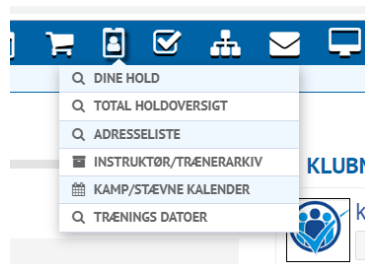 DINE HOLD
TOTAL HOLDOVERSIGT
ADRESSELISTE
INSTRUKTØR/TRÆNERARKIV
KLUBN
KAMP/STÆVNE KALENDER
TRÆNINGS DATOER
k